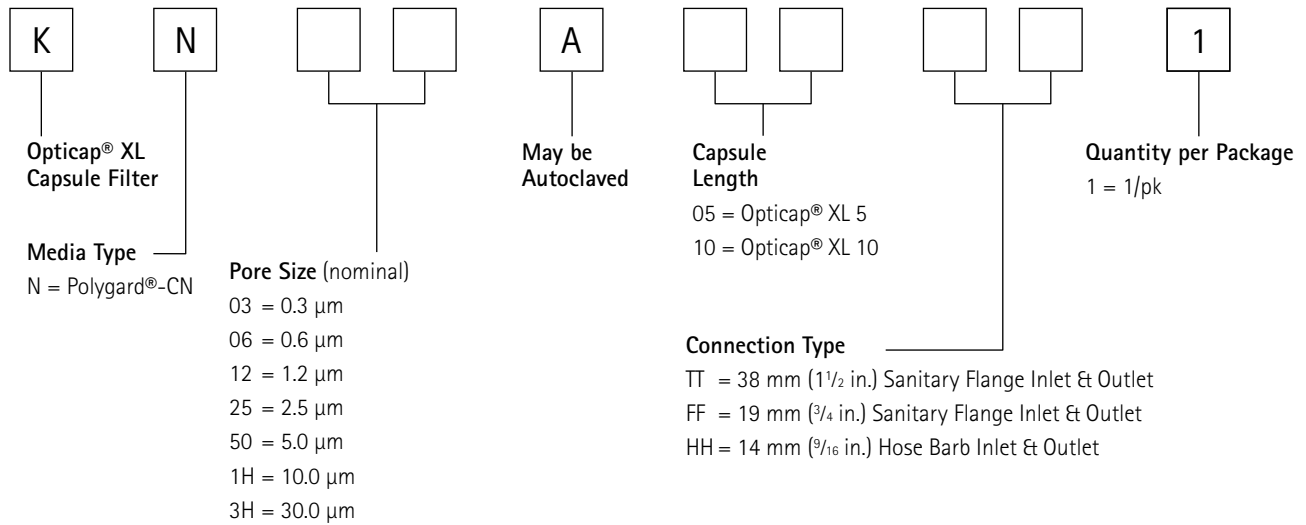 K N A 1
Opticap® XL
Capsule Filter
Media Type
N = Polygard®-CN
Pore Size (nominal)
03 = 0.3 µm
06 = 0.6 µm
12 = 1.2 µm
25 = 2.5 µm
50 = 5.0 µm
1H = 10.0 µm
3H = 30.0 µm
May be
Autoclaved
Capsule
Length
05 = Opticap® XL 5
10 = Opticap® XL 10
Connection Type
TT = 38 mm (1 1/2 in.) Sanitary Flange Inlet & Outlet
FF = 19 mm (3/4 in.) Sanitary Flange Inlet & Outlet
HH = 14 mm (9/16 in.) Hose Barb Inlet & Outlet
Quantity per Package
1 = 1/pk